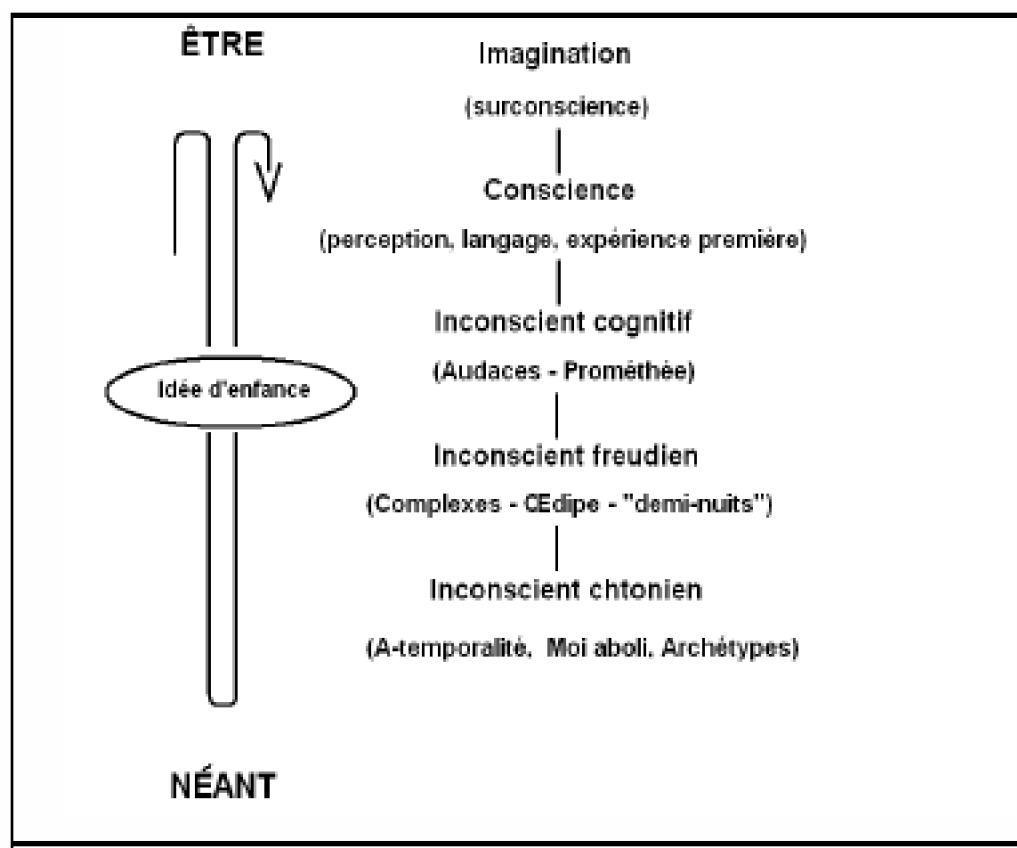 ÊTRE
Imagination
(surconscience)
Conscience
(perception, langage, expérience première)
Inconscient cognitif
(Audaces - Prométhée)
Idée d'enfance
Inconscient freudien
(Complexes - Œdipe - "demi-nuits")
Inconscient chtonien
(A-temporalité, Moi aboli, Archétypes)
NÉANT